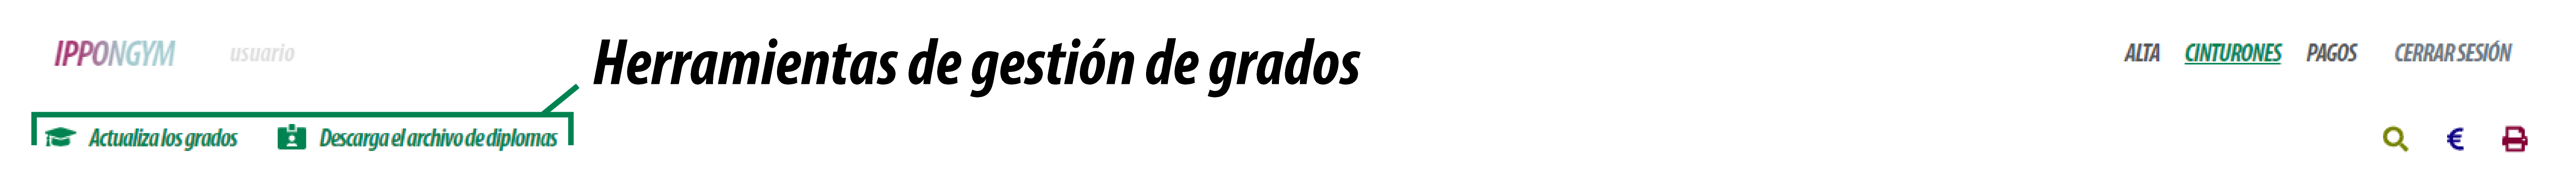 IPPONGYM usuario Herramientas de gestión de grados ALTA CINTURONES PAGOS CERRAR SESIÓN
Actualiza los grados Descarga el archivo de diplomas €